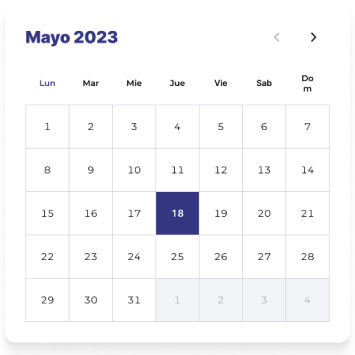 Mayo 2023
Lun Mar Mie Jue Vie Sab Do
m
1 2 3 4 5 6 7
8 9 10 11 12 13 14
15 16 17 18 19 20 21
22 23 24 25 26 27 28
29 30 31 1 2 3 4